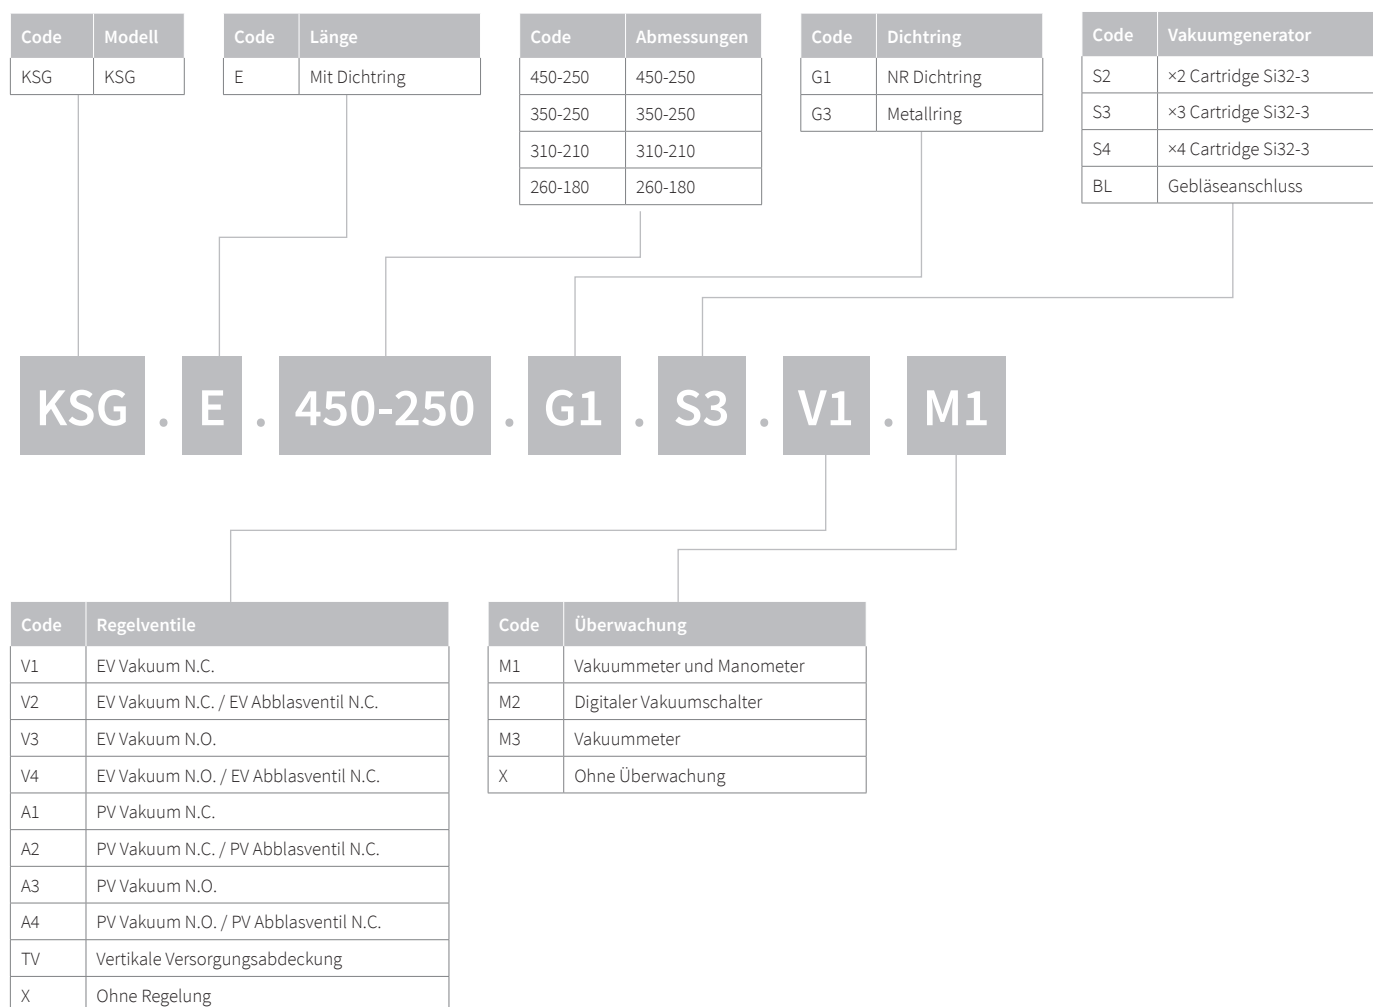 Code Modell
KSG KSG
Code Länge
E Mit Dichtring
Code Abmessungen
450-250 450-250
350-250 350-250
310-210 310-210
260-180 260-180
Code Dichtring
G1 NR Dichtring
G3 Metallring
Code Vakuumgenerator
S2 ×2 Cartridge Si32-3
S3 ×3 Cartridge Si32-3
S4 ×4 Cartridge Si32-3
BL Gebläseanschluss
KSG . E . 450-250 . G1 . S3 . V1 . M1
Code Regelventile
V1 EV Vakuum N.C.
V2 EV Vakuum N.C. / EV Abblasventil N.C.
V3 EV Vakuum N.O.
V4 EV Vakuum N.O. / EV Abblasventil N.C.
A1 PV Vakuum N.C.
A2 PV Vakuum N.C. / PV Abblasventil N.C.
A3 PV Vakuum N.O.
A4 PV Vakuum N.O. / PV Abblasventil N.C.
TV Vertikale Versorgungsabdeckung
X Ohne Regelung
Code Überwachung
M1 Vakuummeter und Manometer
M2 Digitaler Vakuumschalter
M3 Vakuummeter
X Ohne Überwachung